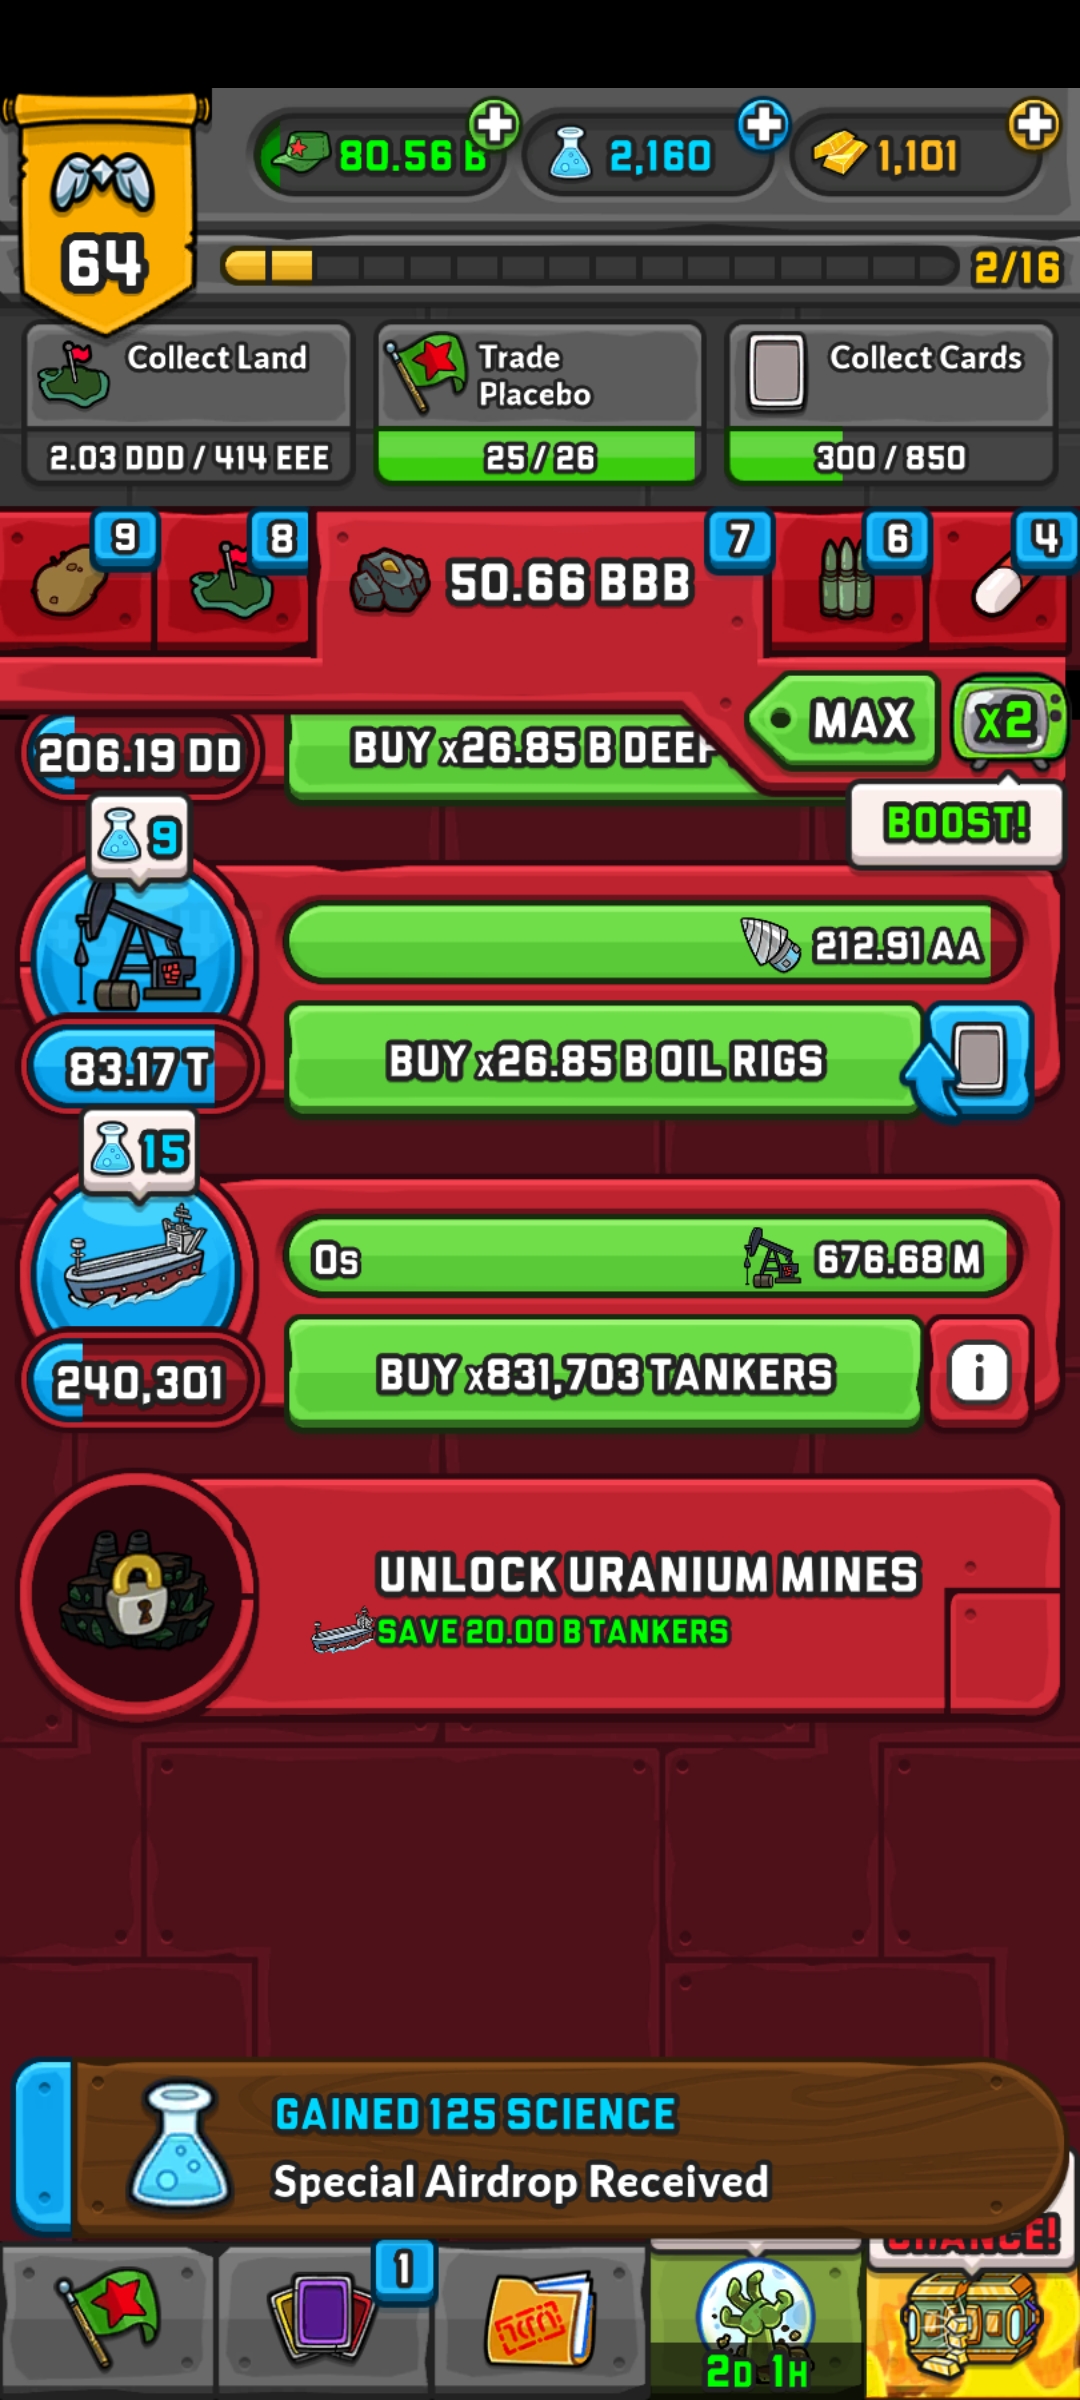 80.56 B
2,160
1,101
64
2/16
Collect Land
2.03 DDD / 414 EEE
Trade
Placebo
25 / 26
Collect Cards
300 / 850
9
8
50.66 BBB
7
6
4
MAX
x2
206.19 DD
BUY x26.85 B DEEP
BOOST!
9
212.91 AA
83.17 T
BUY x26.85 B OIL RIGS
15
0s
676.68 M
240,301
BUY x831,703 TANKERS
i
UNLOCK URANIUM MINES
SAVE 20.00 B TANKERS
GAINED 125 SCIENCE
Special Airdrop Received
CHANCE!
1
2D 1H